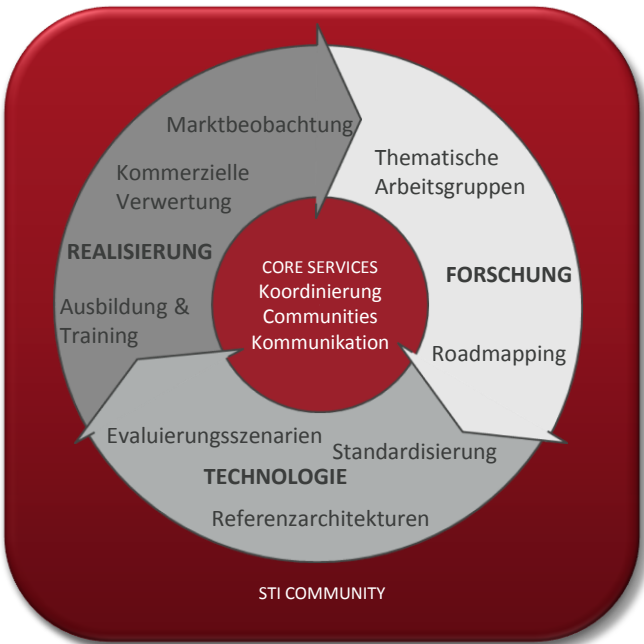 Marktbeobachtung
Kommerzielle
Verwertung
REALISIERUNG
Ausbildung &
Training
Thematische
Arbeitsgruppen
FORSCHUNG
Roadmapping
CORE SERVICES
Koordinierung
Communities
Kommunikation
Evaluierungsszenarien
Standardisierung
TECHNOLOGIE
Referenzarchitekturen
STI COMMUNITY